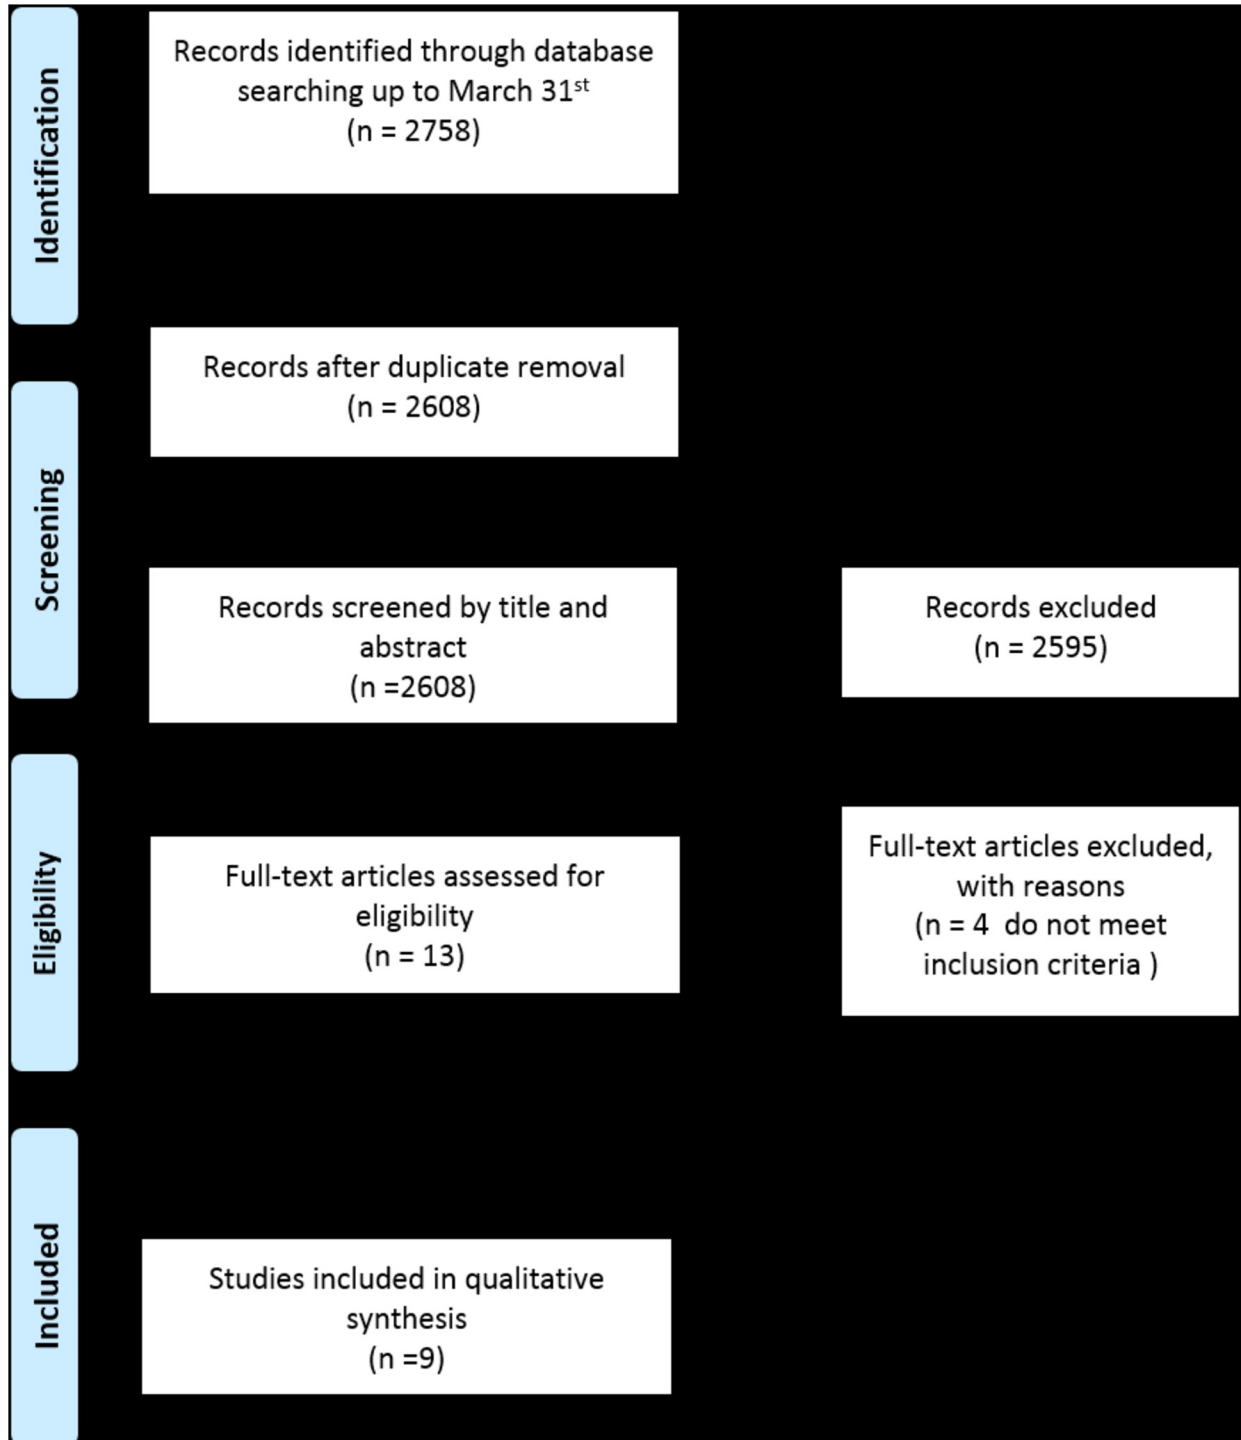 Identification
Records identified through database
searching up to March 31st
(n = 2758)
Records after duplicate removal
(n = 2608)
Screening
Records screened by title and
abstract
(n =2608)
Records excluded
(n = 2595)
Eligibility
Full-text articles assessed for
eligibility
(n = 13)
Full-text articles excluded,
with reasons
(n = 4 do not meet
inclusion criteria )
Included
Studies included in qualitative
synthesis
(n =9)